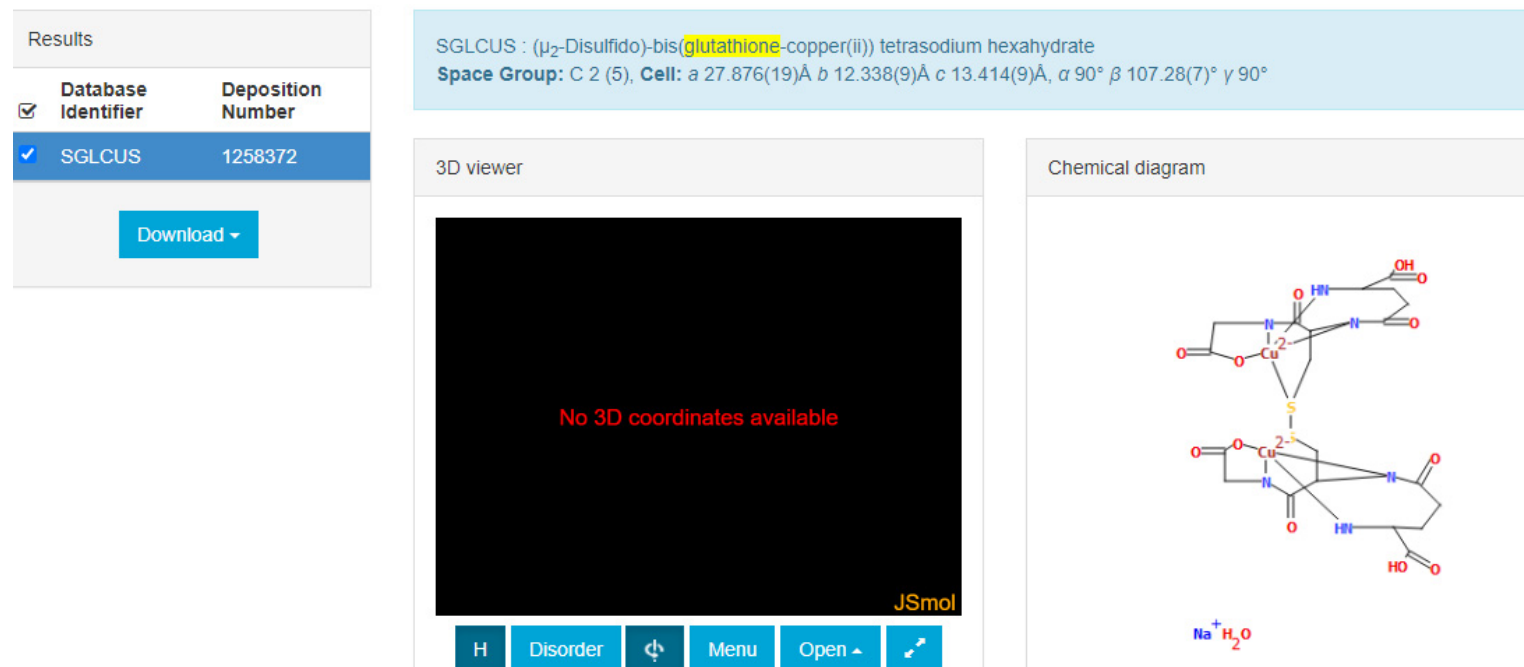 Results
Database Identifier
Deposition Number
SGLCUS 1258372
Download
SGLCUS : (μ2-Disulfido)-bis(glutathione-copper(ii)) tetrasodium hexahydrate
Space Group: C 2 (5), Cell: a 27.876(19)Å b 12.338(9)Å c 13.414(9)Å, α 90° β 107.28(7)° γ 90°
3D viewer
No 3D coordinates available
JSmol
H Disorder Menu Open
Chemical diagram
OH
O HN O
N N O
Cu 2-
O O
S
S
O O Cu 2- O
N N
O HN
HO O
Na+ H2O